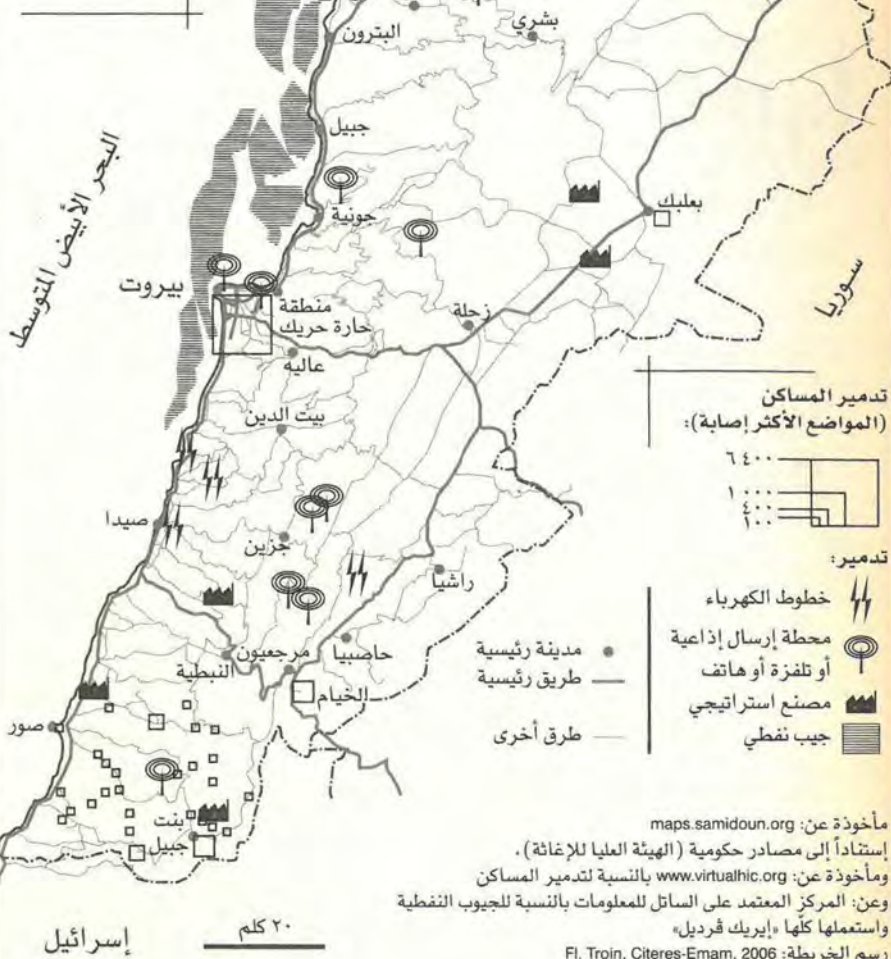 بشري
البترون
جبيل
البحر الأبيض المتوسط
جونية
بعلبك
سوريا
بيروت
منطقة
حارة حريك
زحلة
عاليه
بيت الدين
صيدا
جزين
راشيا
حاصبيا
مرجعيون
النبطية
الخيام
صور
بنت
جبيل
إسرائيل
٢٠ كلم
تدمير المساكن
(المواضع الأكثر إصابة):
٦٤٠٠
١٠٠٠
٤٠٠
١٠٠
تدمير:
خطوط الكهرباء
محطة إرسال إذاعية
أو تلفزة أو هاتف
مصنع استراتيجي
جيب نفطي
مدينة رئيسية
طريق رئيسية
طرق أخرى
مأخوذة عن: maps.samidoun.org
إستناداً إلى مصادر حكومية (الهيئة العليا للإغاثة).
ومأخوذة عن: www.virtualhic.org بالنسبة لتدمير المساكن
وعن: المركز المعتمد على الساتل للمعلومات بالنسبة للجيوب النفطية
واستعملها كلّها «إيريك ڤرديل»
رسم الخريطة: Fl. Troin, Citeres-Emam, 2006